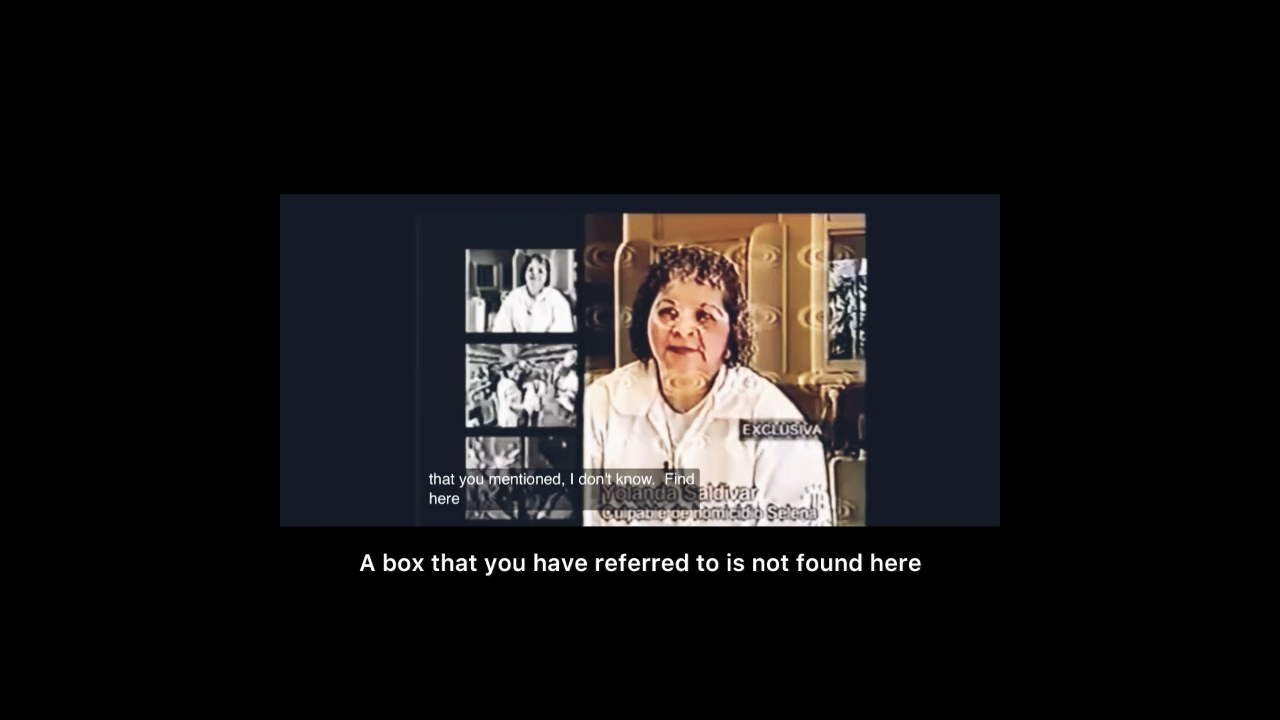 EXCLUSIVA
that you mentioned, I don't know.  Find
here
Yolanda Saldivar
Culpable de homicidio Selena
A box that you have referred to is not found here